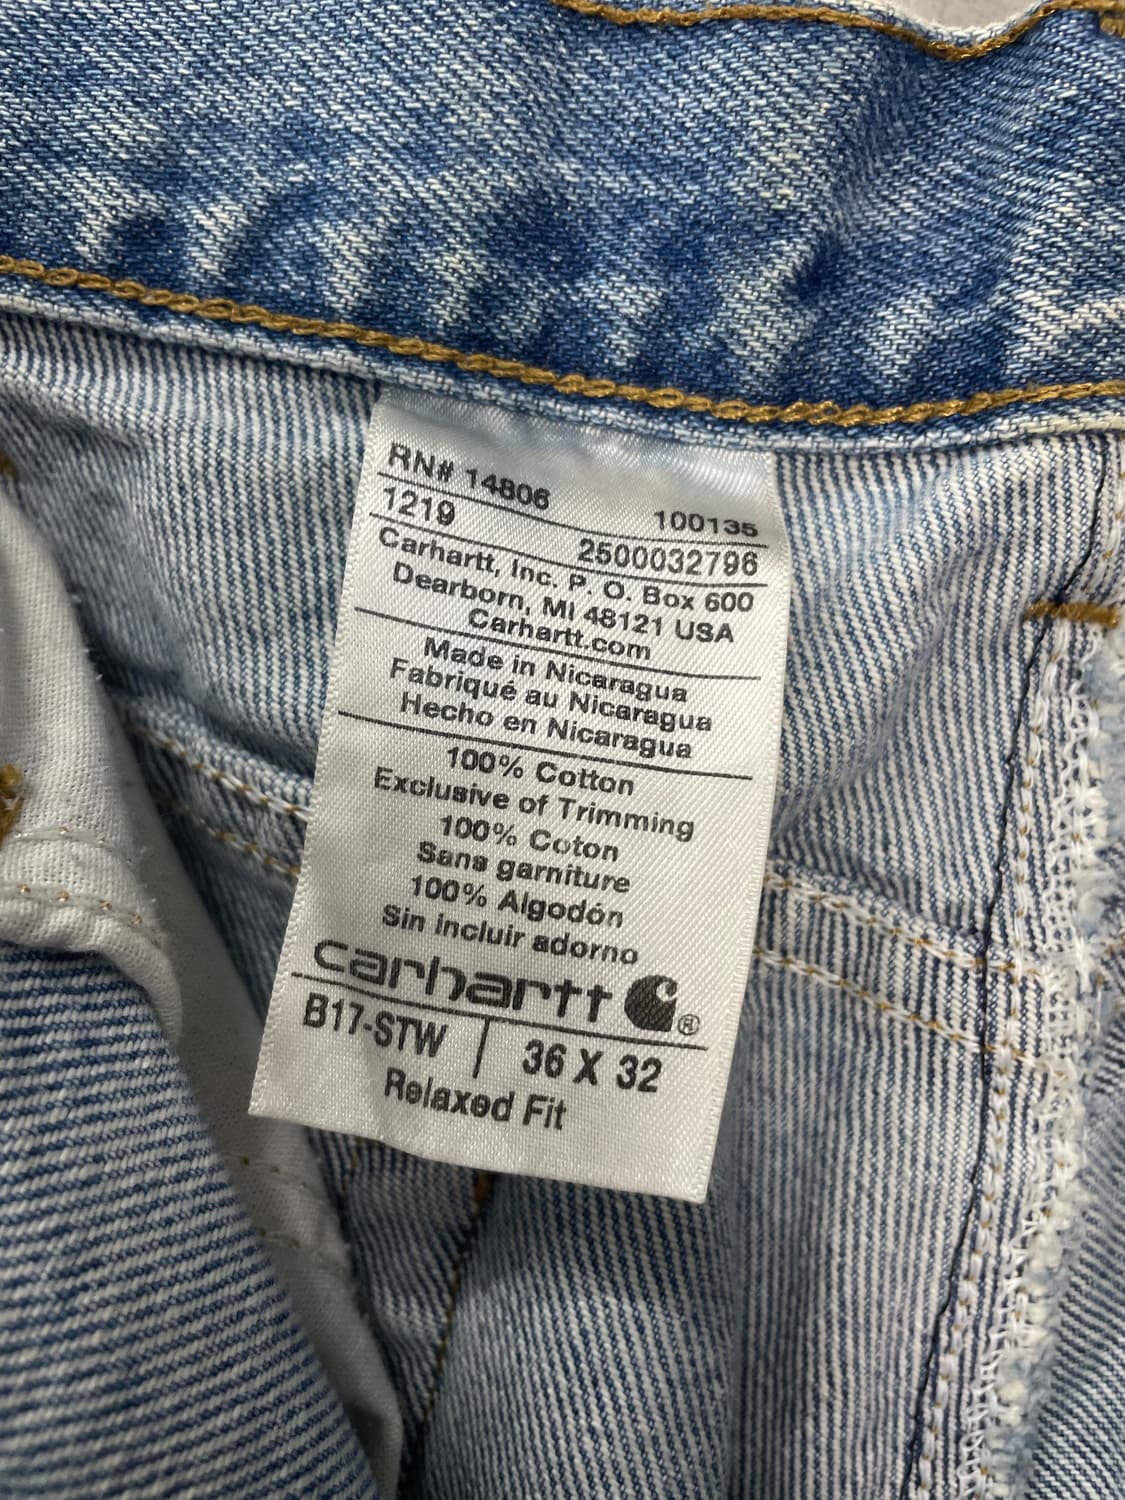 RN# 14806 100135
1219 2500032796
Carhartt, Inc. P. O. Box 600
Dearborn, MI 48121 USA
Carhartt.com
Made in Nicaragua
Fabriqué au Nicaragua
Hecho en Nicaragua
100% Cotton
Exclusive of Trimming
100% Coton
Sans garniture
100% Algodón
Sin incluir adorno
carhartt ®
B17-STW | 36 X 32
Relaxed Fit